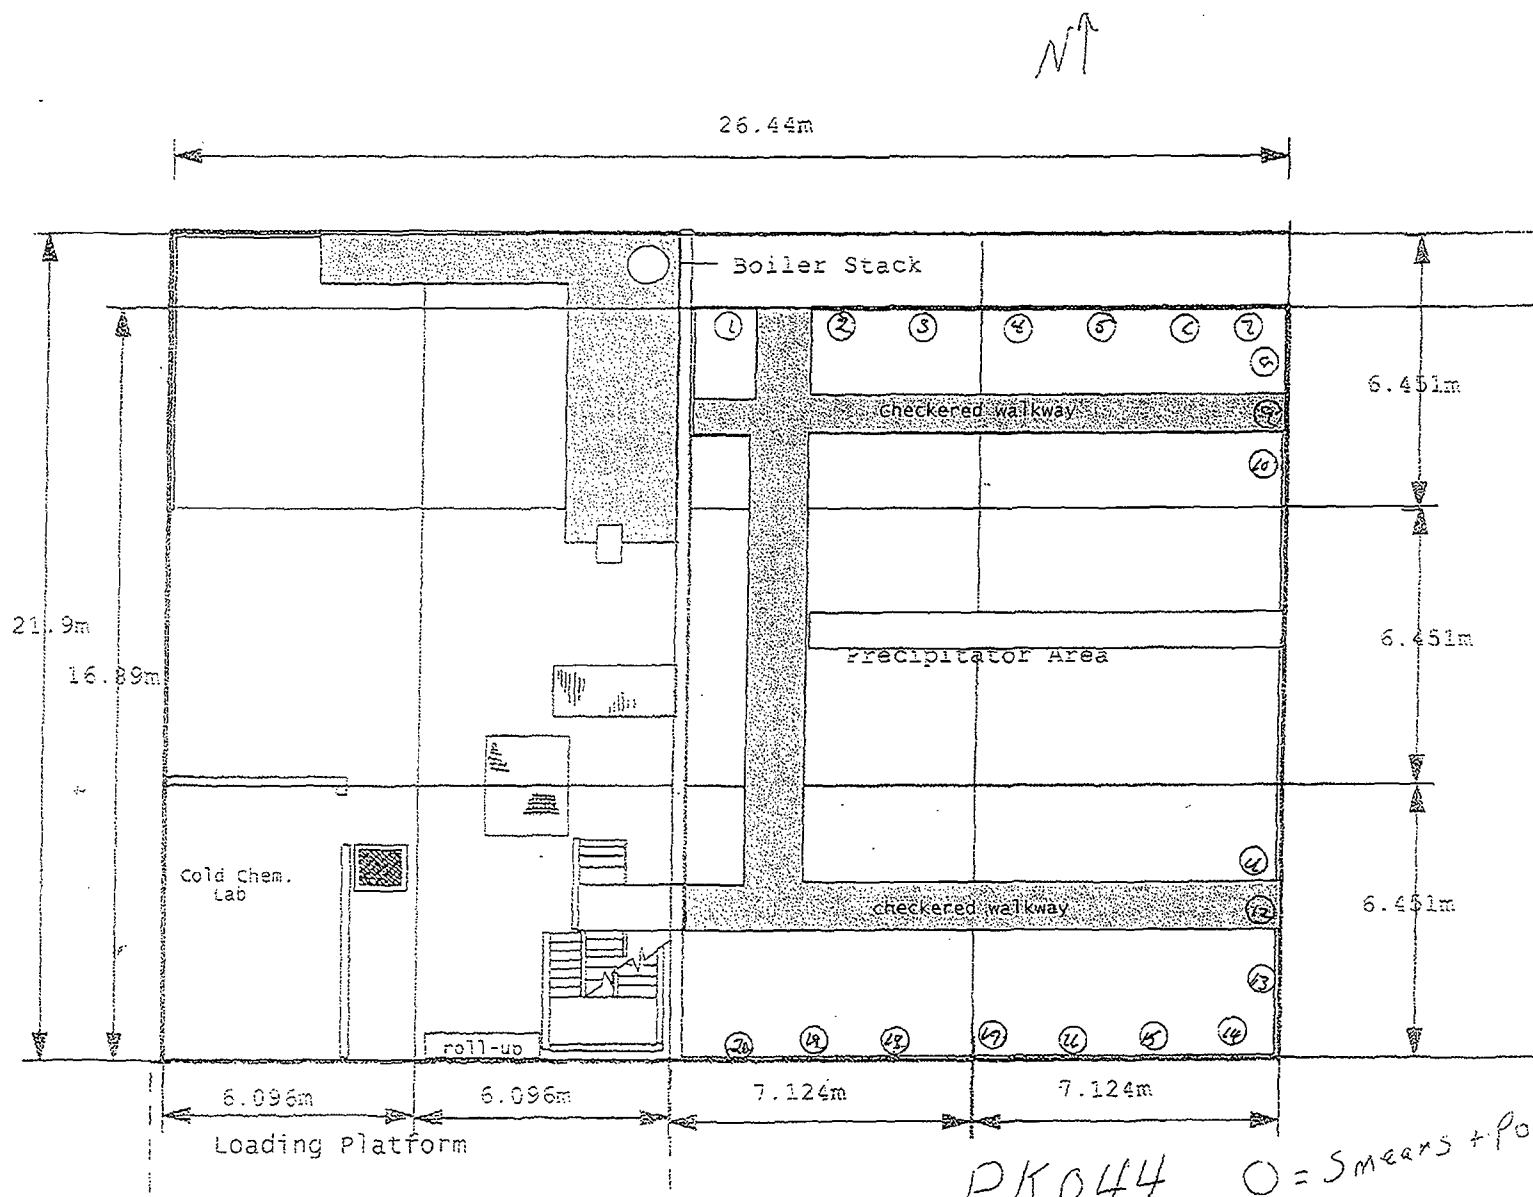 N↑
26.44m
Boiler Stack
1 2 3 4 5 6 7
6.451m
checkered walkway
9
10
21.9m
6.451m
Precipitator Area
16.89m
Cold Chem.
Lab
11
checkered walkway
12
6.451m
13
roll-up
20 19 18 17 16 15 14
6.096m 6.096m 7.124m 7.124m
Loading Platform
PK044 O = Smears + Po